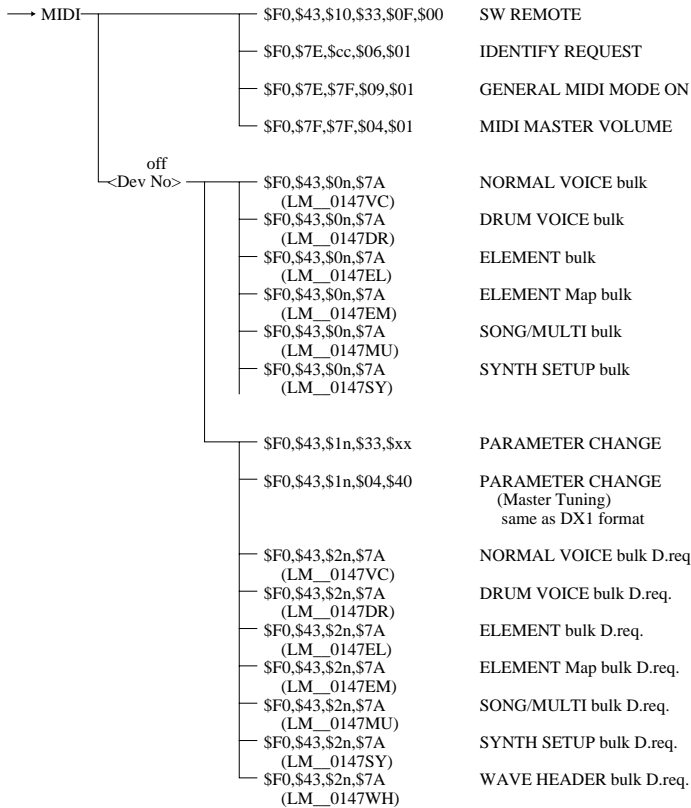 MIDI
$F0,$43,$10,$33,$0F,$00 SW REMOTE
$F0,$7E,$cc,$06,$01 IDENTIFY REQUEST
$F0,$7E,$7F,$09,$01 GENERAL MIDI MODE ON
$F0,$7F,$7F,$04,$01 MIDI MASTER VOLUME
off
<Dev No>
$F0,$43,$0n,$7A NORMAL VOICE bulk
(LM__0147VC)
$F0,$43,$0n,$7A DRUM VOICE bulk
(LM__0147DR)
$F0,$43,$0n,$7A ELEMENT bulk
(LM__0147EL)
$F0,$43,$0n,$7A ELEMENT Map bulk
(LM__0147EM)
$F0,$43,$0n,$7A SONG/MULTI bulk
(LM__0147MU)
$F0,$43,$0n,$7A SYNTH SETUP bulk
(LM__0147SY)
$F0,$43,$1n,$33,$xx PARAMETER CHANGE
$F0,$43,$1n,$04,$40 PARAMETER CHANGE
(Master Tuning)
same as DX1 format
$F0,$43,$2n,$7A NORMAL VOICE bulk D.req
(LM__0147VC)
$F0,$43,$2n,$7A DRUM VOICE bulk D.req.
(LM__0147DR)
$F0,$43,$2n,$7A ELEMENT bulk D.req.
(LM__0147EL)
$F0,$43,$2n,$7A ELEMENT Map bulk D.req.
(LM__0147EM)
$F0,$43,$2n,$7A SONG/MULTI bulk D.req.
(LM__0147MU)
$F0,$43,$2n,$7A SYNTH SETUP bulk D.req.
(LM__0147SY)
$F0,$43,$2n,$7A WAVE HEADER bulk D.req.
(LM__0147WH)